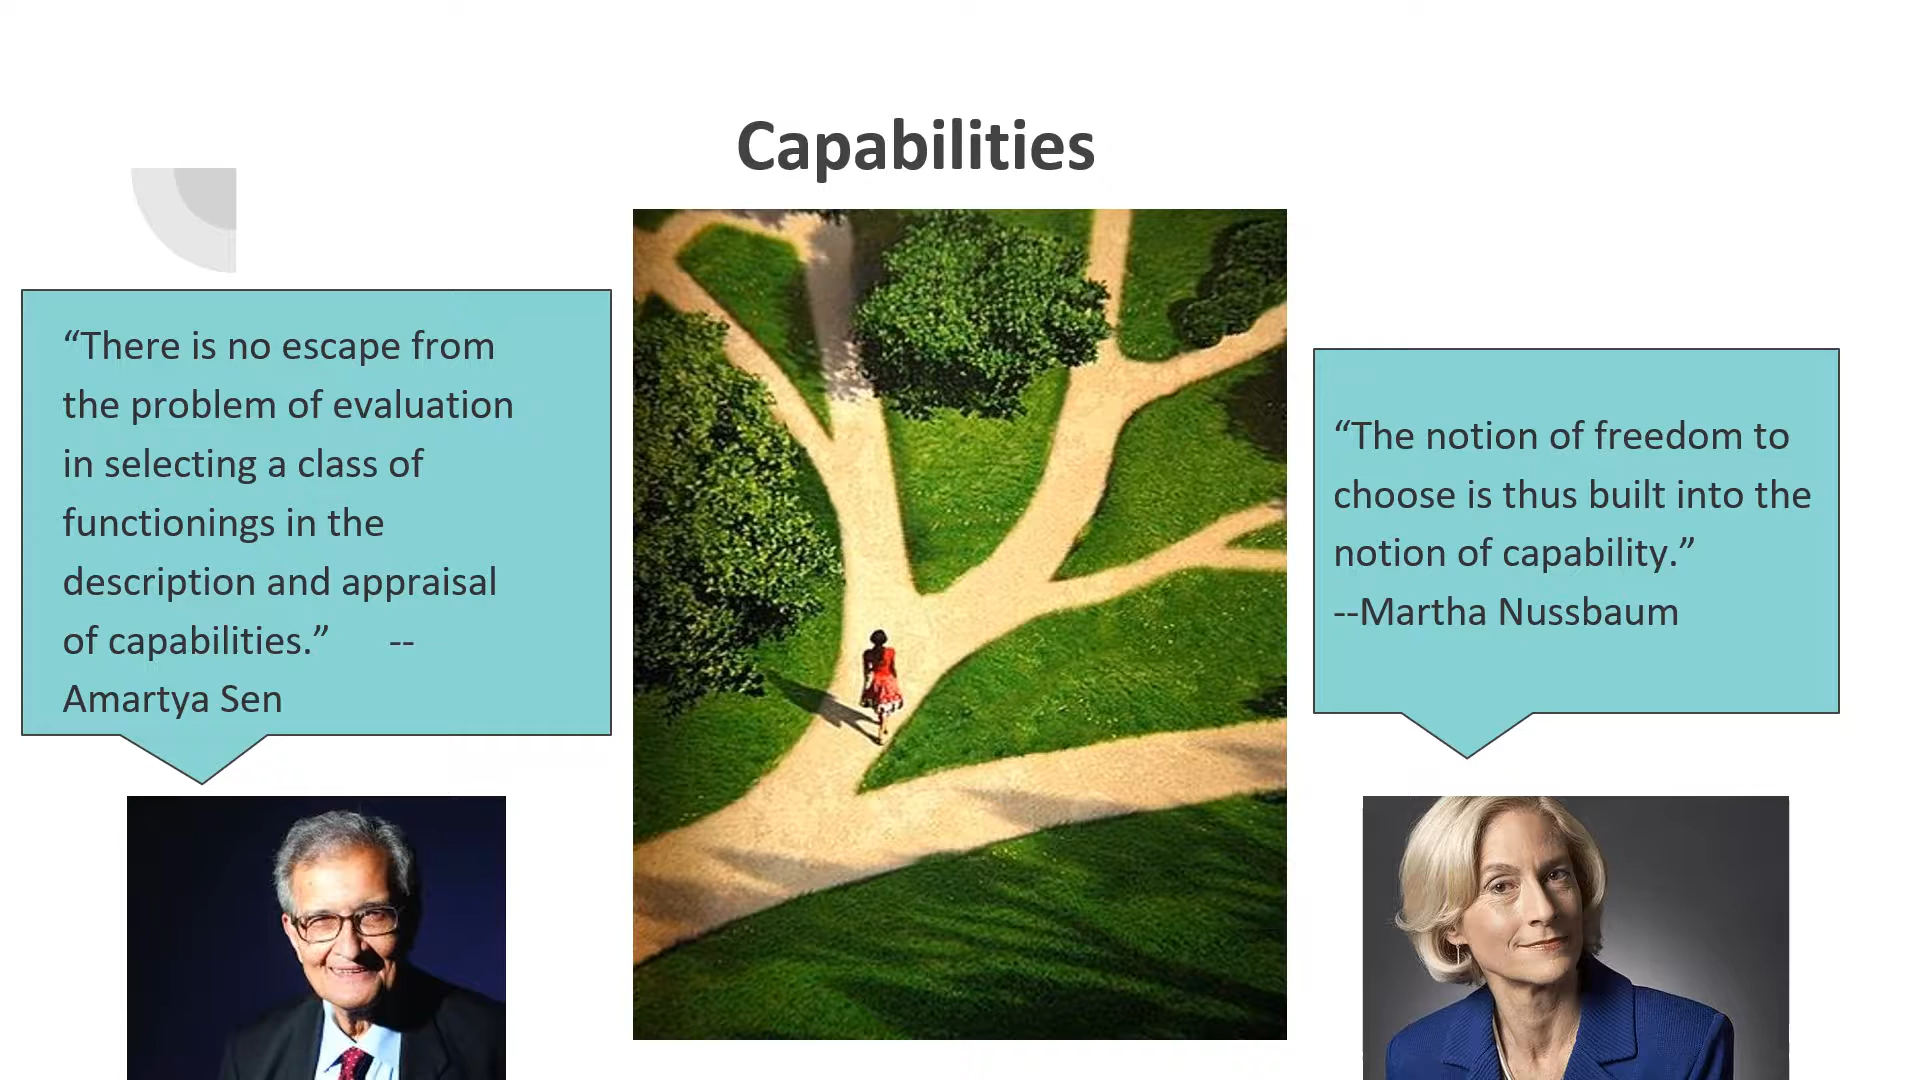 Capabilities
“There is no escape from
the problem of evaluation
in selecting a class of
functionings in the
description and appraisal
of capabilities.” --
Amartya Sen
“The notion of freedom to
choose is thus built into the
notion of capability.”
--Martha Nussbaum